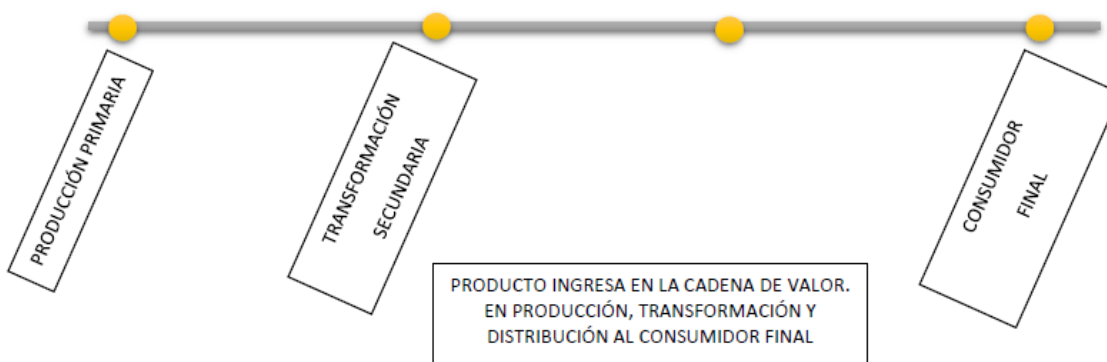 PRODUCCIÓN PRIMARIA
TRANSFORMACIÓN
SECUNDARIA
CONSUMIDOR
FINAL
PRODUCTO INGRESA EN LA CADENA DE VALOR.
EN PRODUCCIÓN, TRANSFORMACIÓN Y
DISTRIBUCIÓN AL CONSUMIDOR FINAL